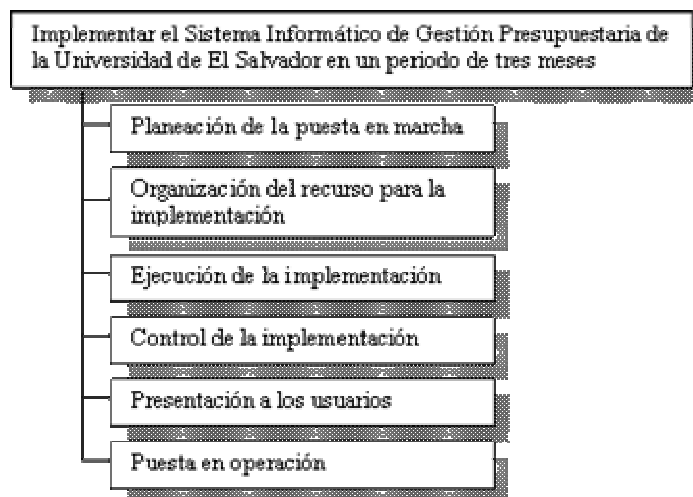 Implementar el Sistema Informático de Gestión Presupuestaria de
la Universidad de El Salvador en un periodo de tres meses
Planeación de la puesta en marcha
Organización del recurso para la
implementación
Ejecución de la implementación
Control de la implementación
Presentación a los usuarios
Puesta en operación